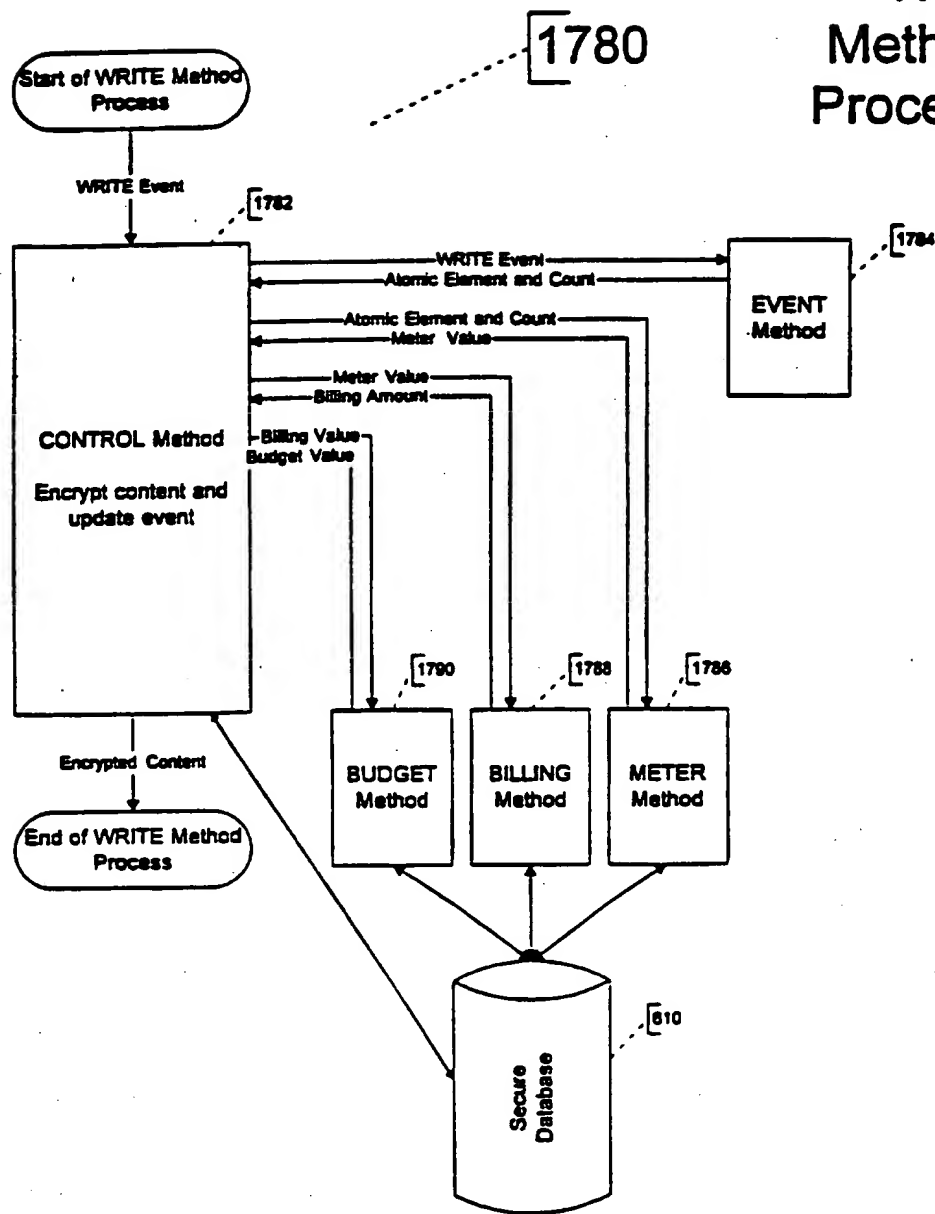 1780
Start of WRITE Method
Process
WRITE Event
1782
WRITE Event
Atomic Element and Count
1784
EVENT
Method
Atomic Element and Count
Meter Value
Meter Value
Billing Amount
CONTROL Method
Encrypt content and
update event
Billing Value
Budget Value
1790
1788
1786
BUDGET
Method
BILLING
Method
METER
Method
Encrypted Content
End of WRITE Method
Process
610
Secure
Database